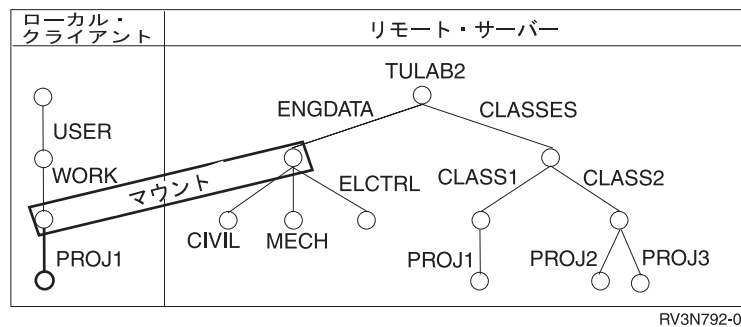 ローカル・
クライアント
リモート・サーバー
TULAB2
ENGDATA
CLASSES
USER
WORK
マウント
ELCTRL
CLASS1
CLASS2
CIVIL
MECH
PROJ1
PROJ1
PROJ2
PROJ3
RV3N792-0